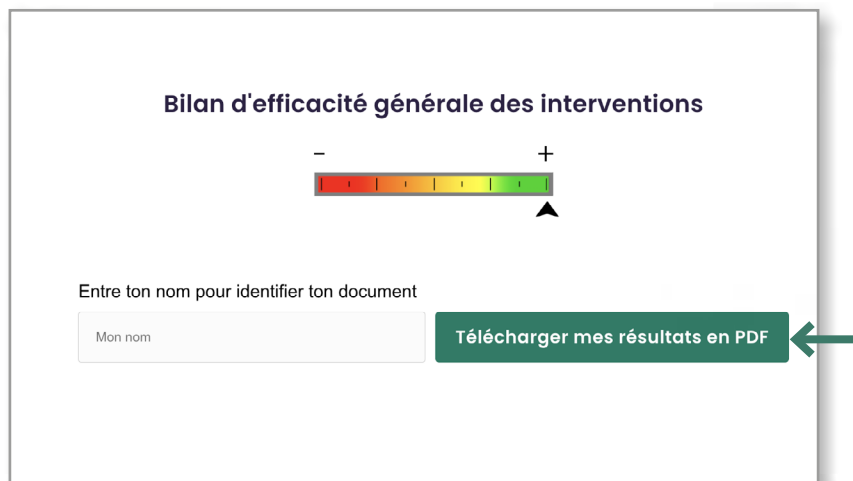 Bilan d'efficacité générale des interventions
- +
Entre ton nom pour identifier ton document
Mon nom
Télécharger mes résultats en PDF